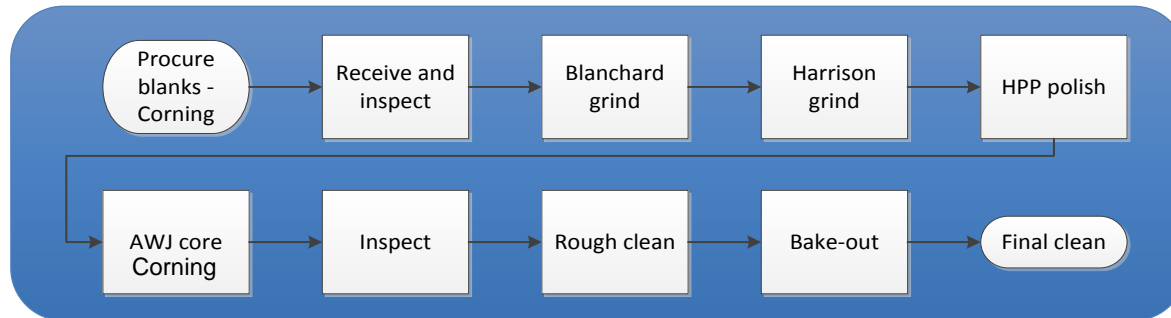 Procure
blanks -
Corning
Receive and
inspect
Blanchard
grind
Harrison
grind
HPP polish
AWJ core
Corning
Inspect
Rough clean
Bake-out
Final clean